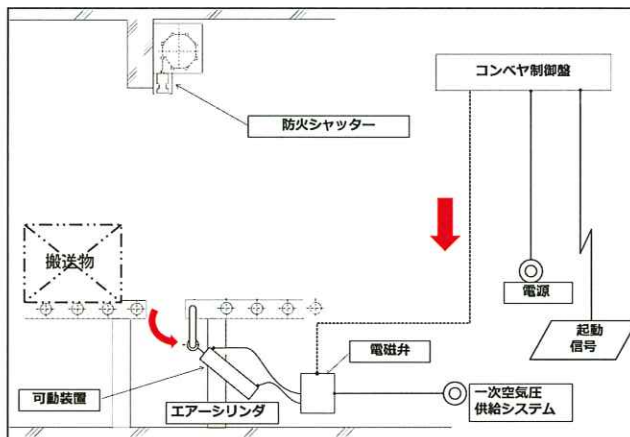 コンベヤ制御盤
防火シャッター
搬送物
電源
起動
信号
電磁弁
可動装置
エアーシリンダ
一次空気圧
供給システム